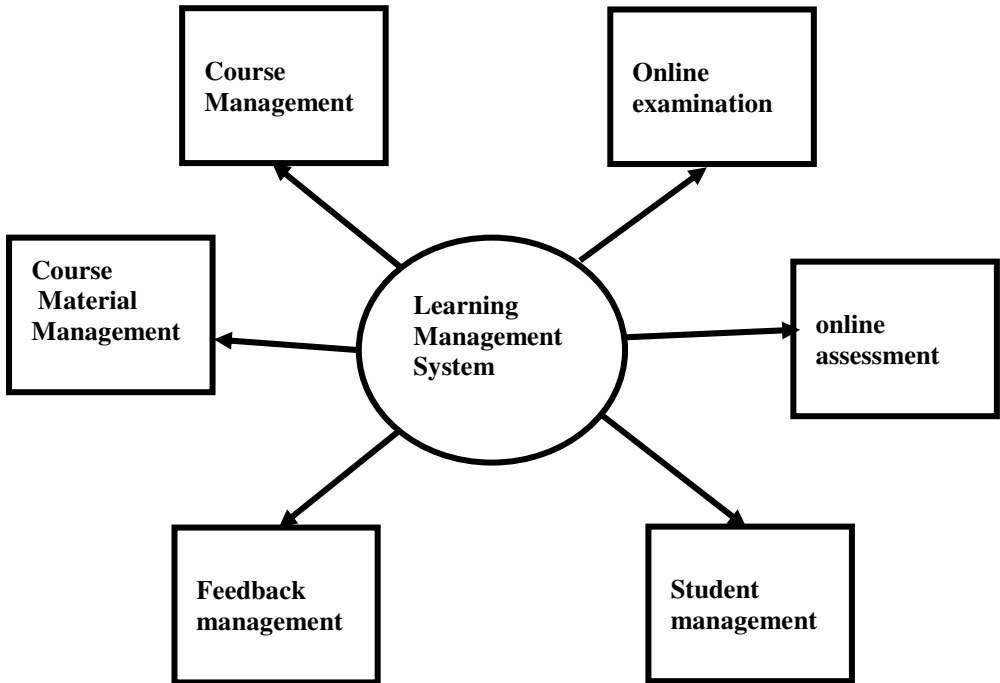 Course
Management
Online
examination
Course
Material
Management
Learning
Management
System
online
assessment
Feedback
management
Student
management